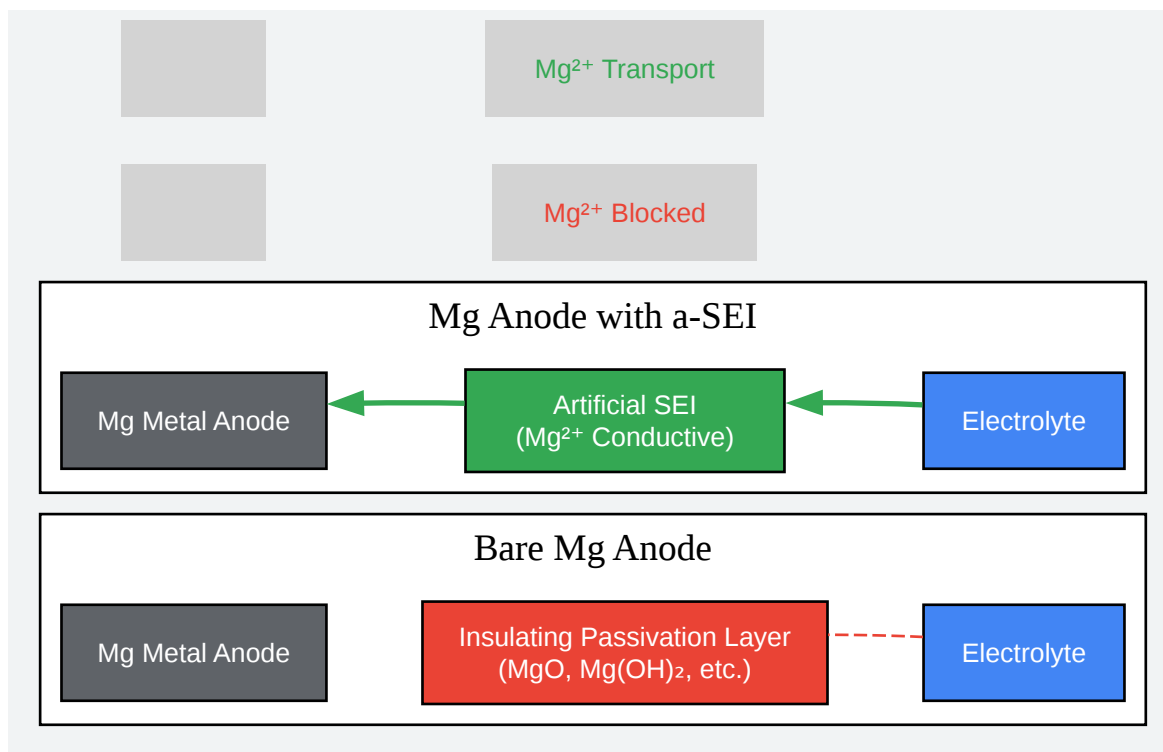 Mg²⁺ Transport
Mg²⁺ Blocked
Mg Anode with a-SEI
Mg Metal Anode
Artificial SEI
(Mg²⁺ Conductive)
Electrolyte
Bare Mg Anode
Mg Metal Anode
Insulating Passivation Layer
(MgO, Mg(OH)₂, etc.)
Electrolyte